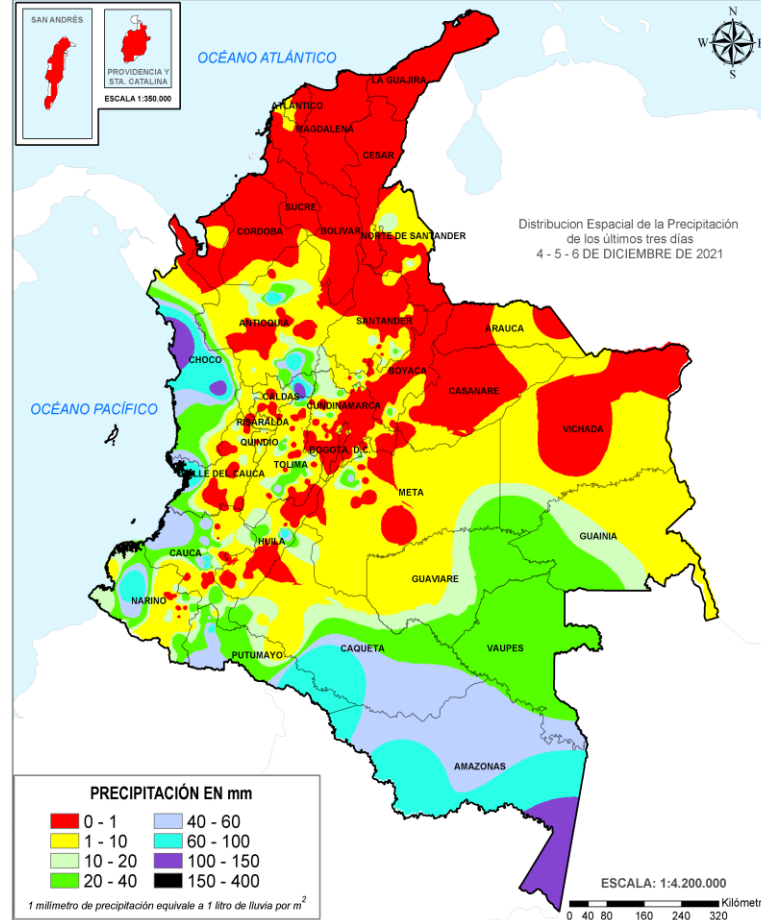 SAN ANDRÉS
PROVIDENCIA Y
STA. CATALINA
ESCALA 1:350.000
OCÉANO ATLÁNTICO
N
W
E
S
LA GUAJIRA
ATLANTICO
MAGDALENA
CESAR
SUCRE
CORDOBA
BOLIVAR
NORTE DE SANTANDER
Distribucion Espacial de la Precipitación
de los últimos tres días
4 - 5 - 6 DE DICIEMBRE DE 2021
ANTIOQUIA
SANTANDER
ARAUCA
CHOCO
BOYACA
CASANARE
OCÉANO PACÍFICO
CALDAS
CUNDINAMARCA
RISARALDA
VICHADA
QUINDIO
BOGOTA, D.C.
TOLIMA
VALLE DEL CAUCA
META
HUILA
GUAINIA
CAUCA
GUAVIARE
NARINO
PUTUMAYO
CAQUETA
VAUPES
AMAZONAS
PRECIPITACIÓN EN mm
0 - 1
40 - 60
1 - 10
60 - 100
10 - 20
100 - 150
20 - 40
150 - 400
1 milímetro de precipitación equivale a 1 litro de lluvia por m2
ESCALA: 1:4.200.000
Kilómet
0 40 80 160 240 320